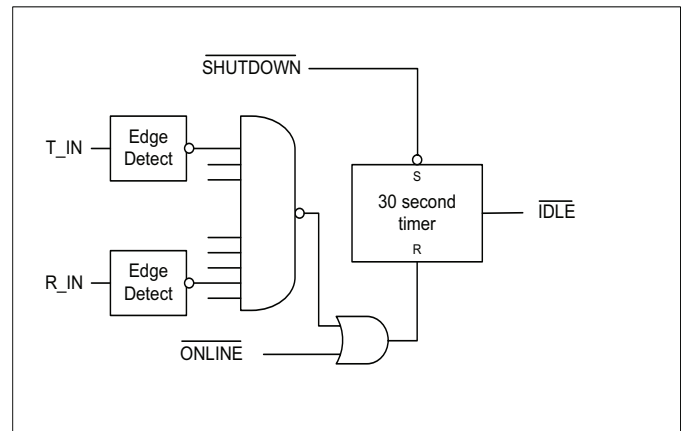 SHUTDOWN
T_IN
Edge
Detect
S
30 second
timer
R
IDLE
R_IN
Edge
Detect
ONLINE